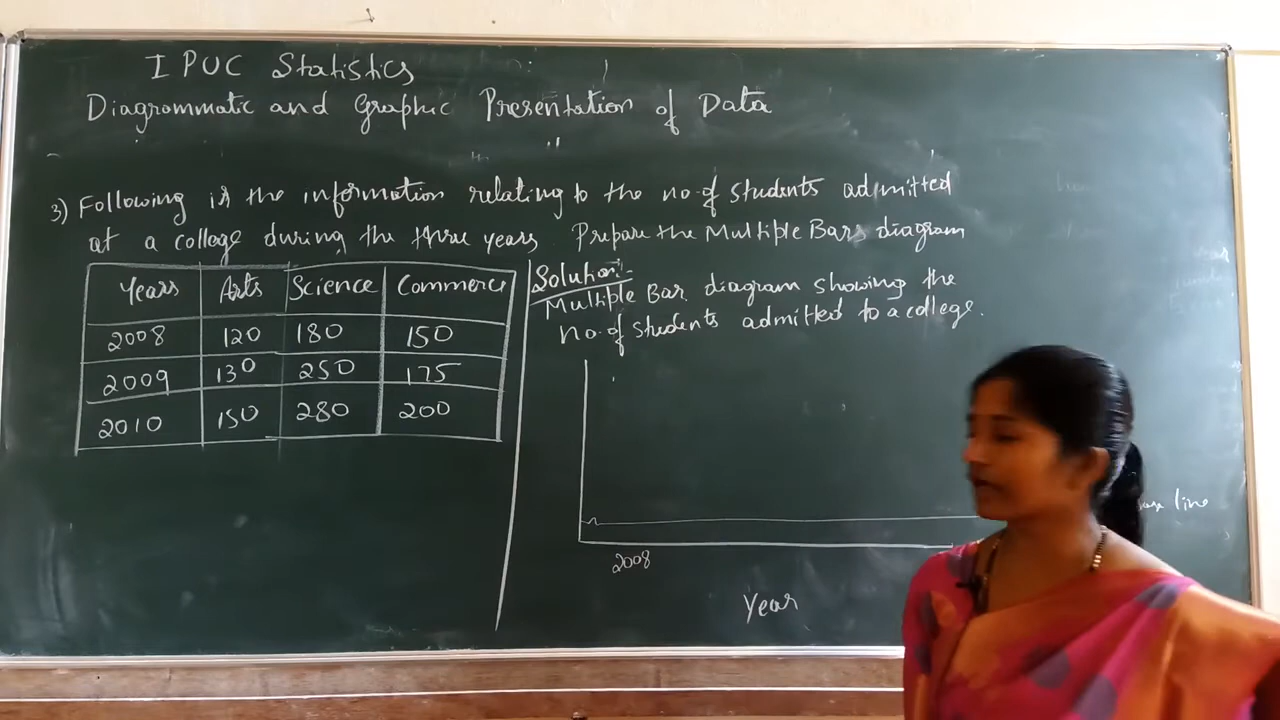 I PUC Statistics
Diagrammatic and Graphic Presentation of Data
3) Following is the information relating to the no. of students admitted
at a college during the three years. Prepare the Multiple Bars diagram
Years Arts Science Commerce
2008 120 180 150
2009 130 250 175
2010 150 280 200
Solution:-
Multiple Bar diagram showing the
no. of students admitted to a college.
line
2008
Year